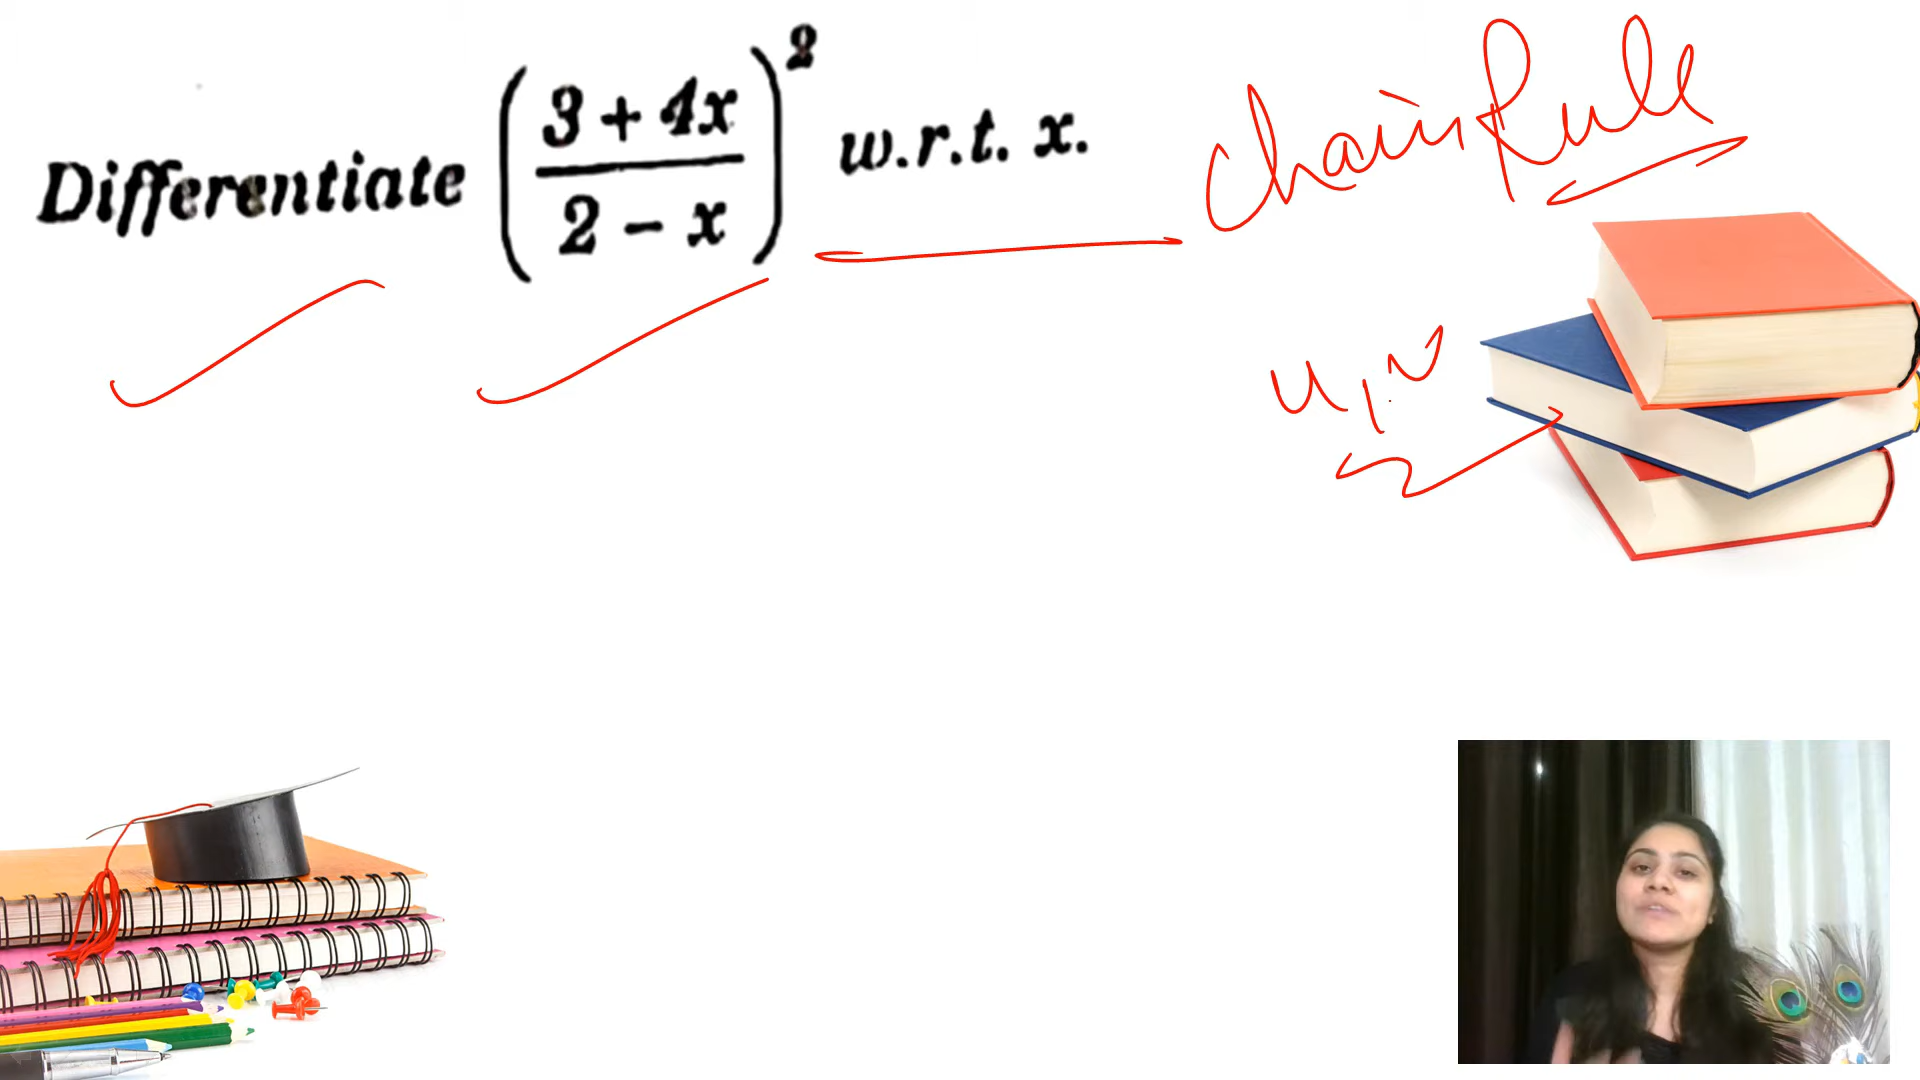 Differentiate ((3 + 4x)/(2 - x))² w.r.t. x.
Chain Rule
u, v